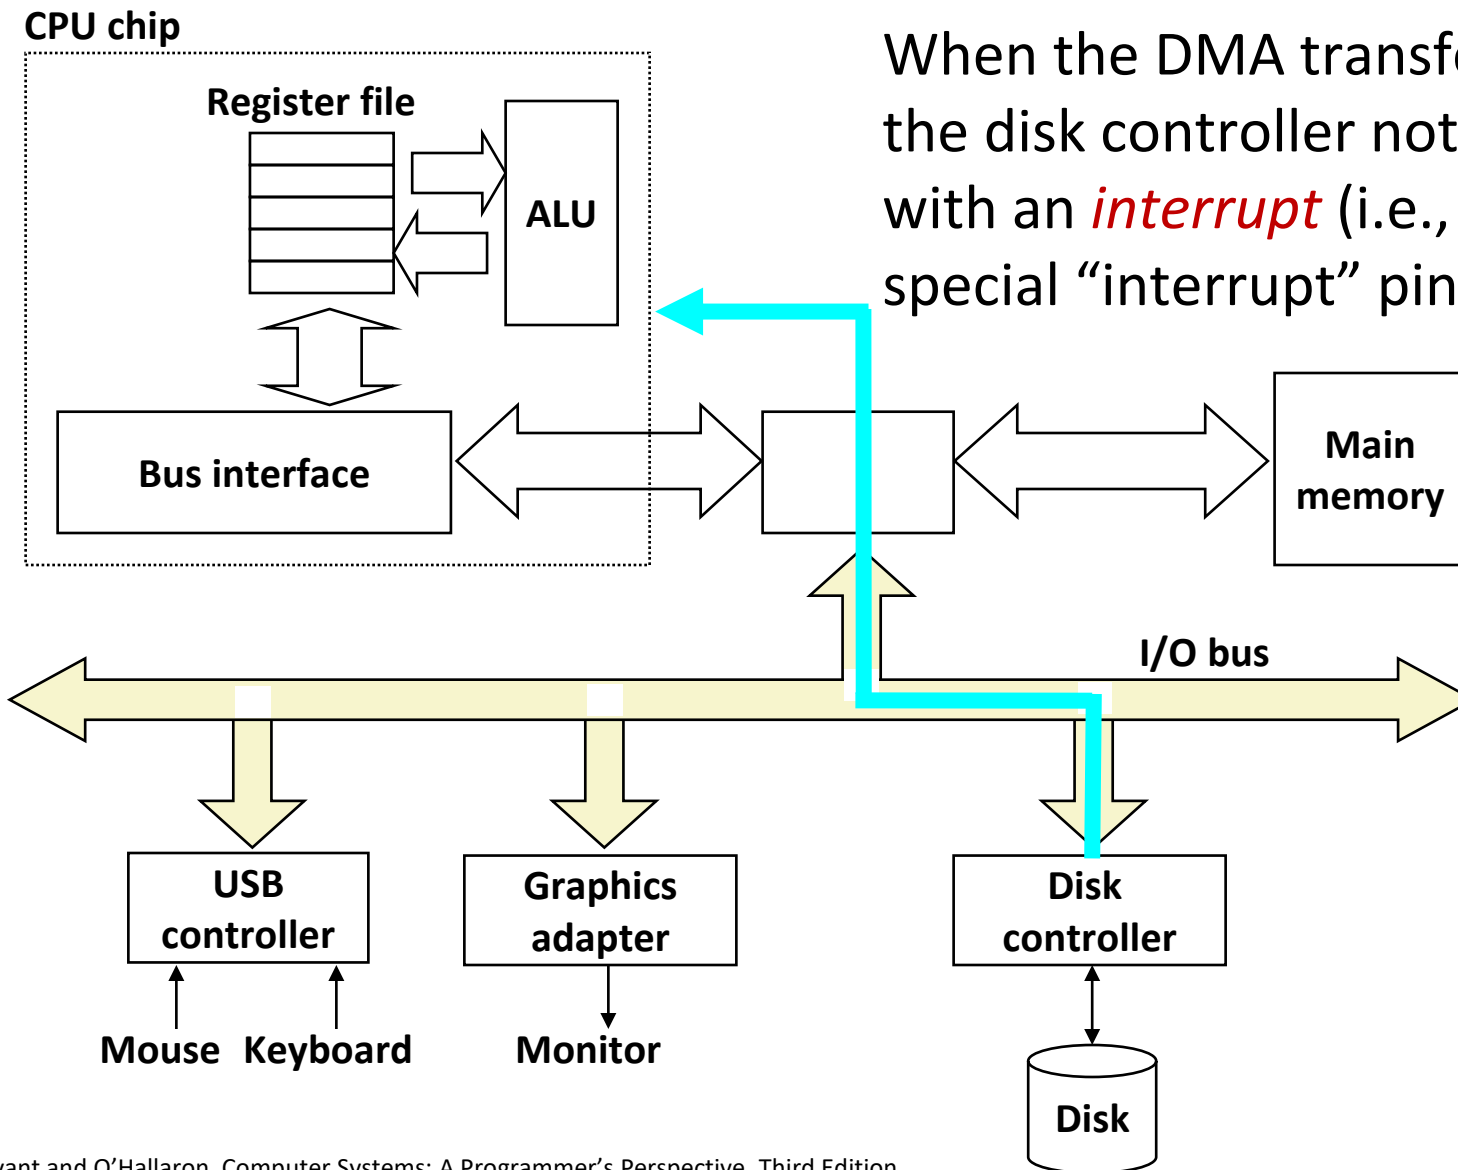 CPU chip
When the DMA
the disk controller
with an interrupt (i.e.,
special “interrupt” pin
Register file
ALU
Bus interface
Main
memory
I/O bus
USB
controller
Graphics
adapter
Disk
controller
Mouse Keyboard
Monitor
Disk
and O'Hallaron, Computer Systems: A Programmer's Perspective, Third Edition